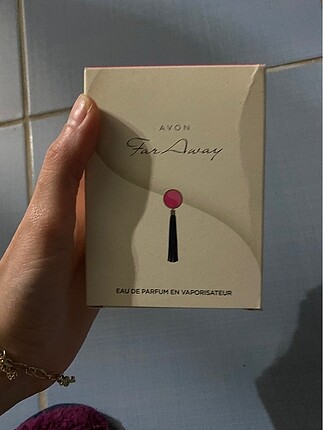 AVON
Far Away
EAU DE PARFUM EN VAPORISATEUR